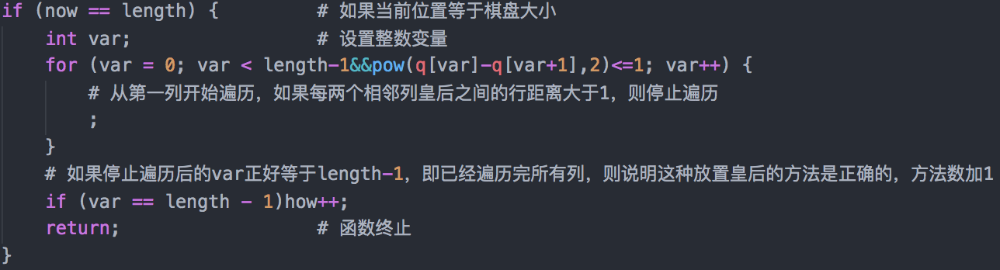 if (now == length) {         # 如果当前位置等于棋盘大小
    int var;                 # 设置整数变量
    for (var = 0; var < length-1&&pow(q[var]-q[var+1],2)<=1; var++) {
        # 从第一列开始遍历，如果每两个相邻列皇后之间的行距离大于1，则停止遍历
        ;
    }
    # 如果停止遍历后的var正好等于length-1，即已经遍历完所有列，则说明这种放置皇后的方法是正确的，方法数加1
    if (var == length - 1)how++;
    return;                  # 函数终止
}